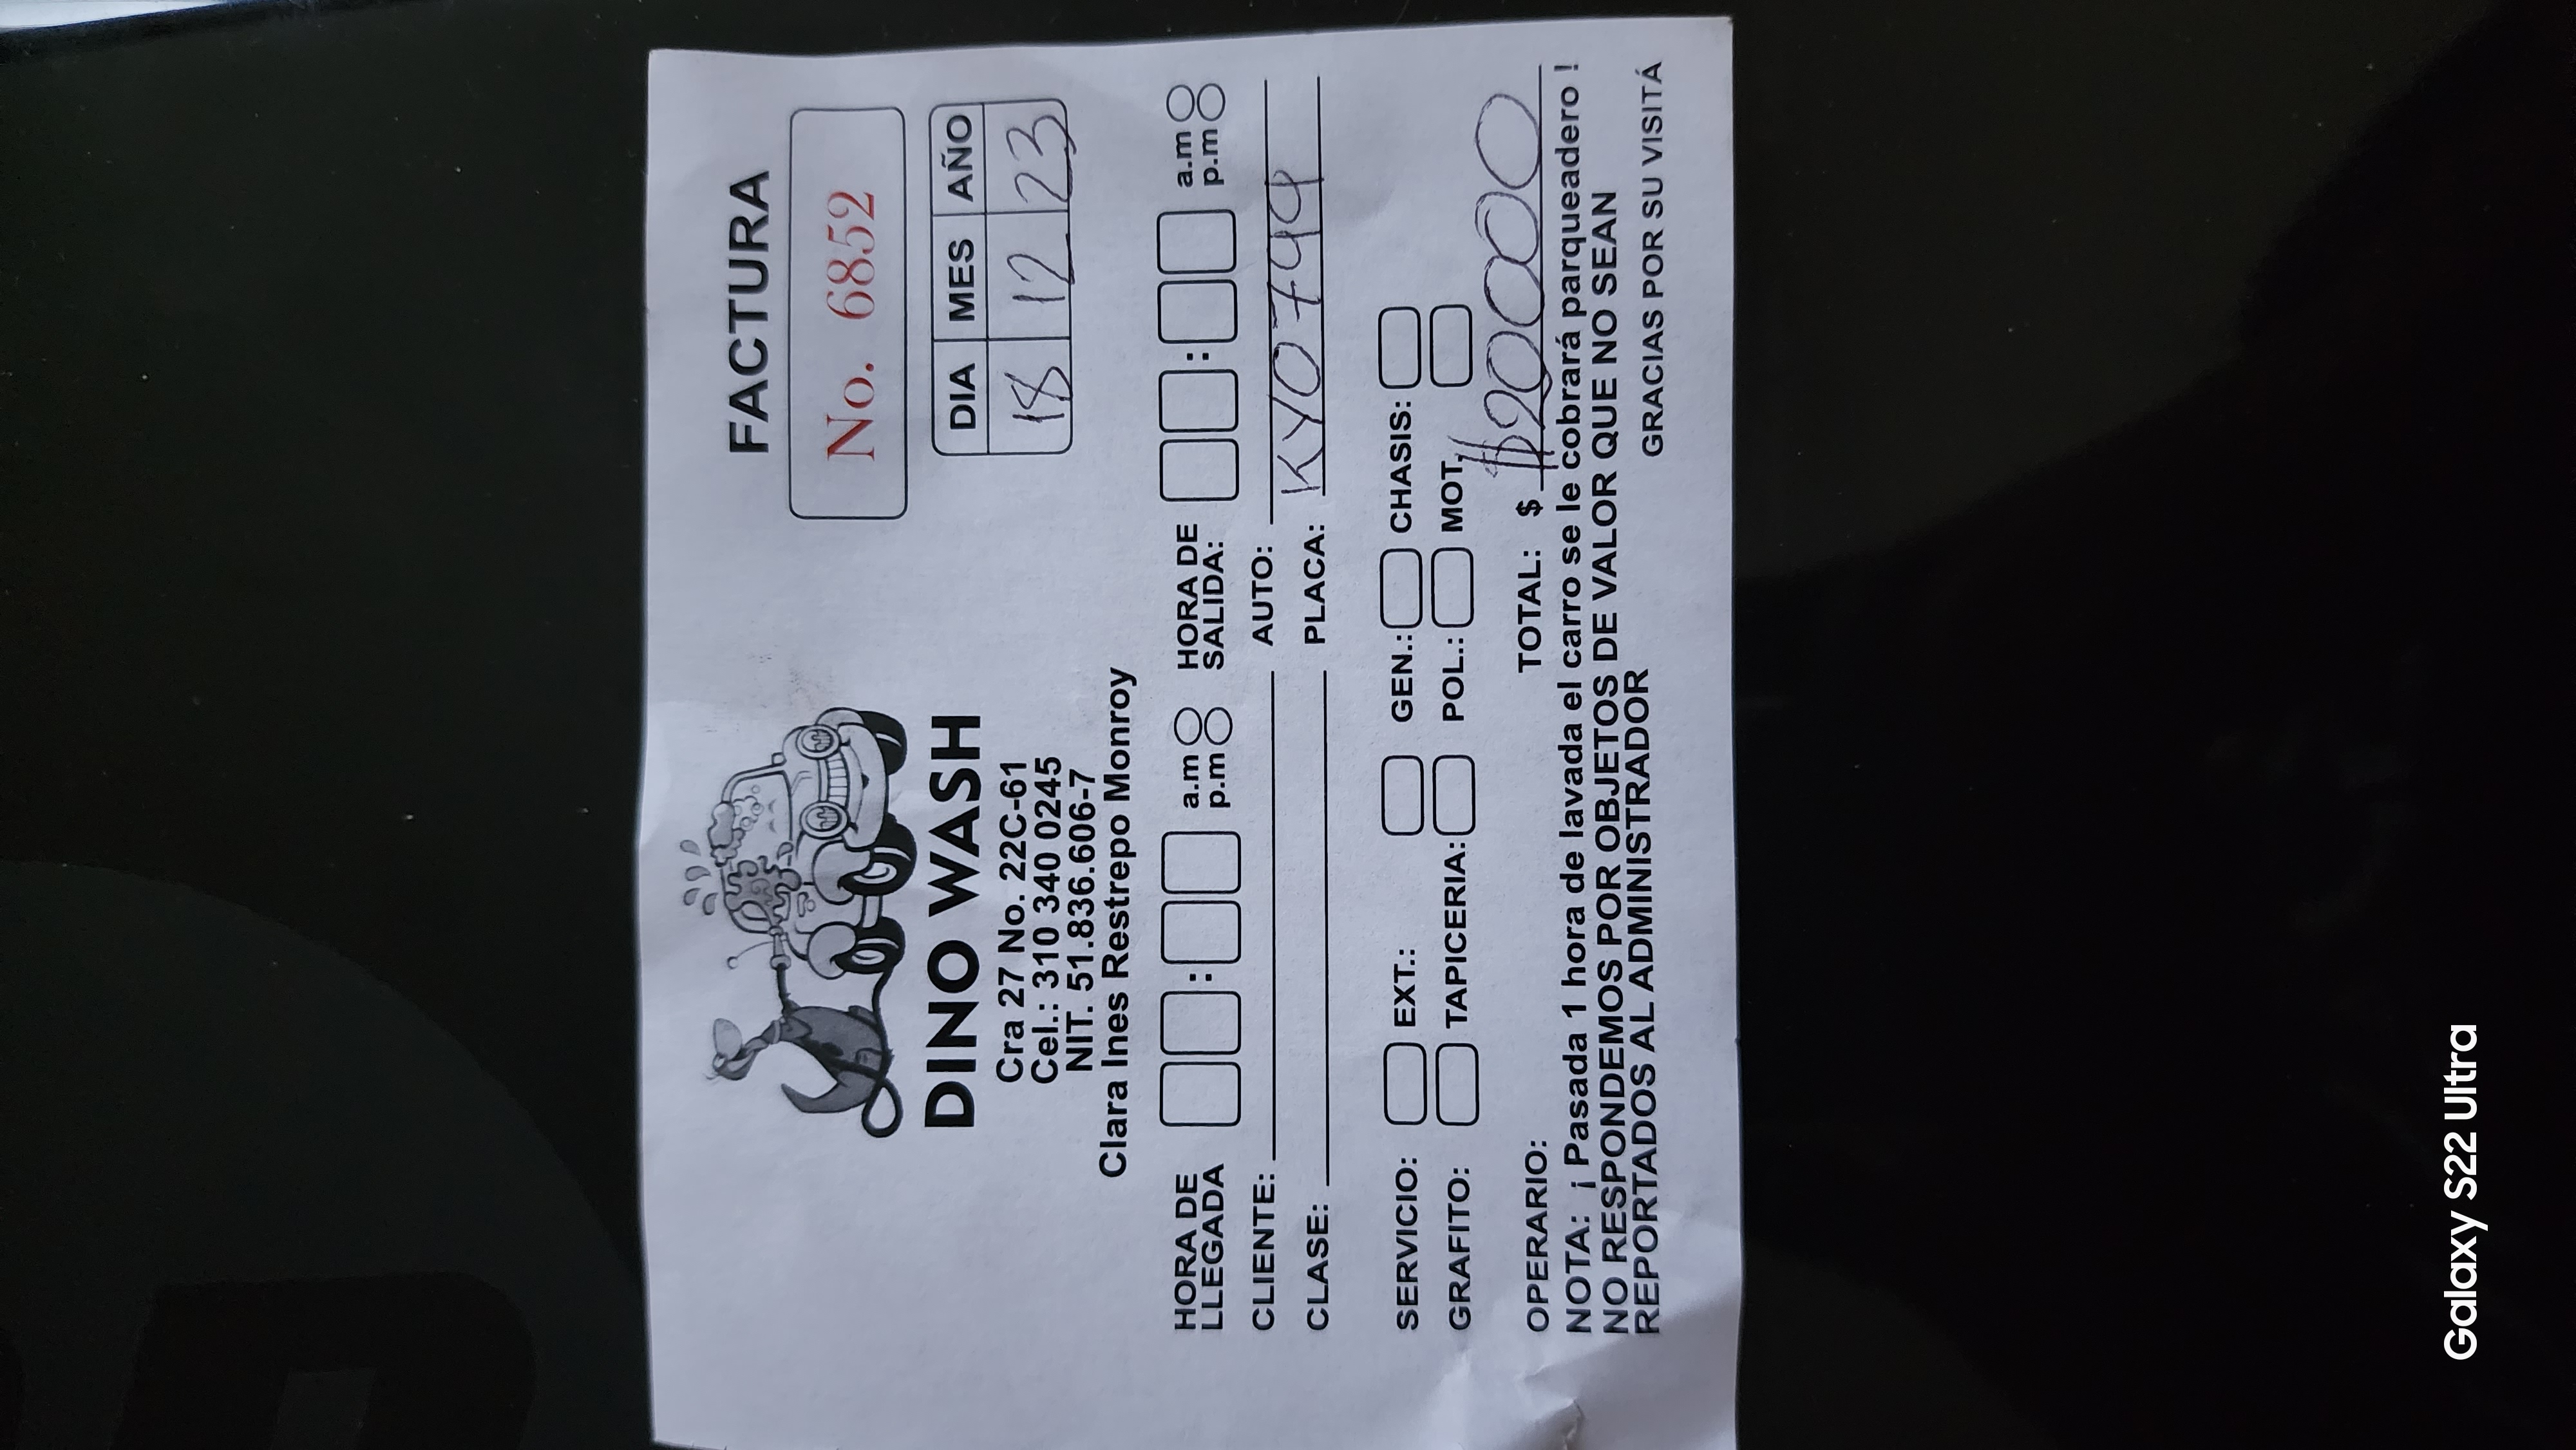 FACTURA
No. 6852
DIA MES AÑO
18 12 23
DINO WASH
Cra 27 No. 22C-61
Cel.: 310 340 0245
NIT. 51.836.606-7
Clara Ines Restrepo Monroy
HORA DE LLEGADA : a.m p.m HORA DE SALIDA: : a.m p.m
CLIENTE: AUTO:
CLASE: PLACA: KYO744
SERVICIO: EXT.: GEN.: CHASIS:
GRAFITO: TAPICERIA: POL.: MOT.
OPERARIO: TOTAL: $ $20000
NOTA: ¡ Pasada 1 hora de lavada el carro se le cobrará parqueadero !
NO RESPONDEMOS POR OBJETOS DE VALOR QUE NO SEAN
REPORTADOS AL ADMINISTRADOR
GRACIAS POR SU VISITÁ
Galaxy S22 Ultra